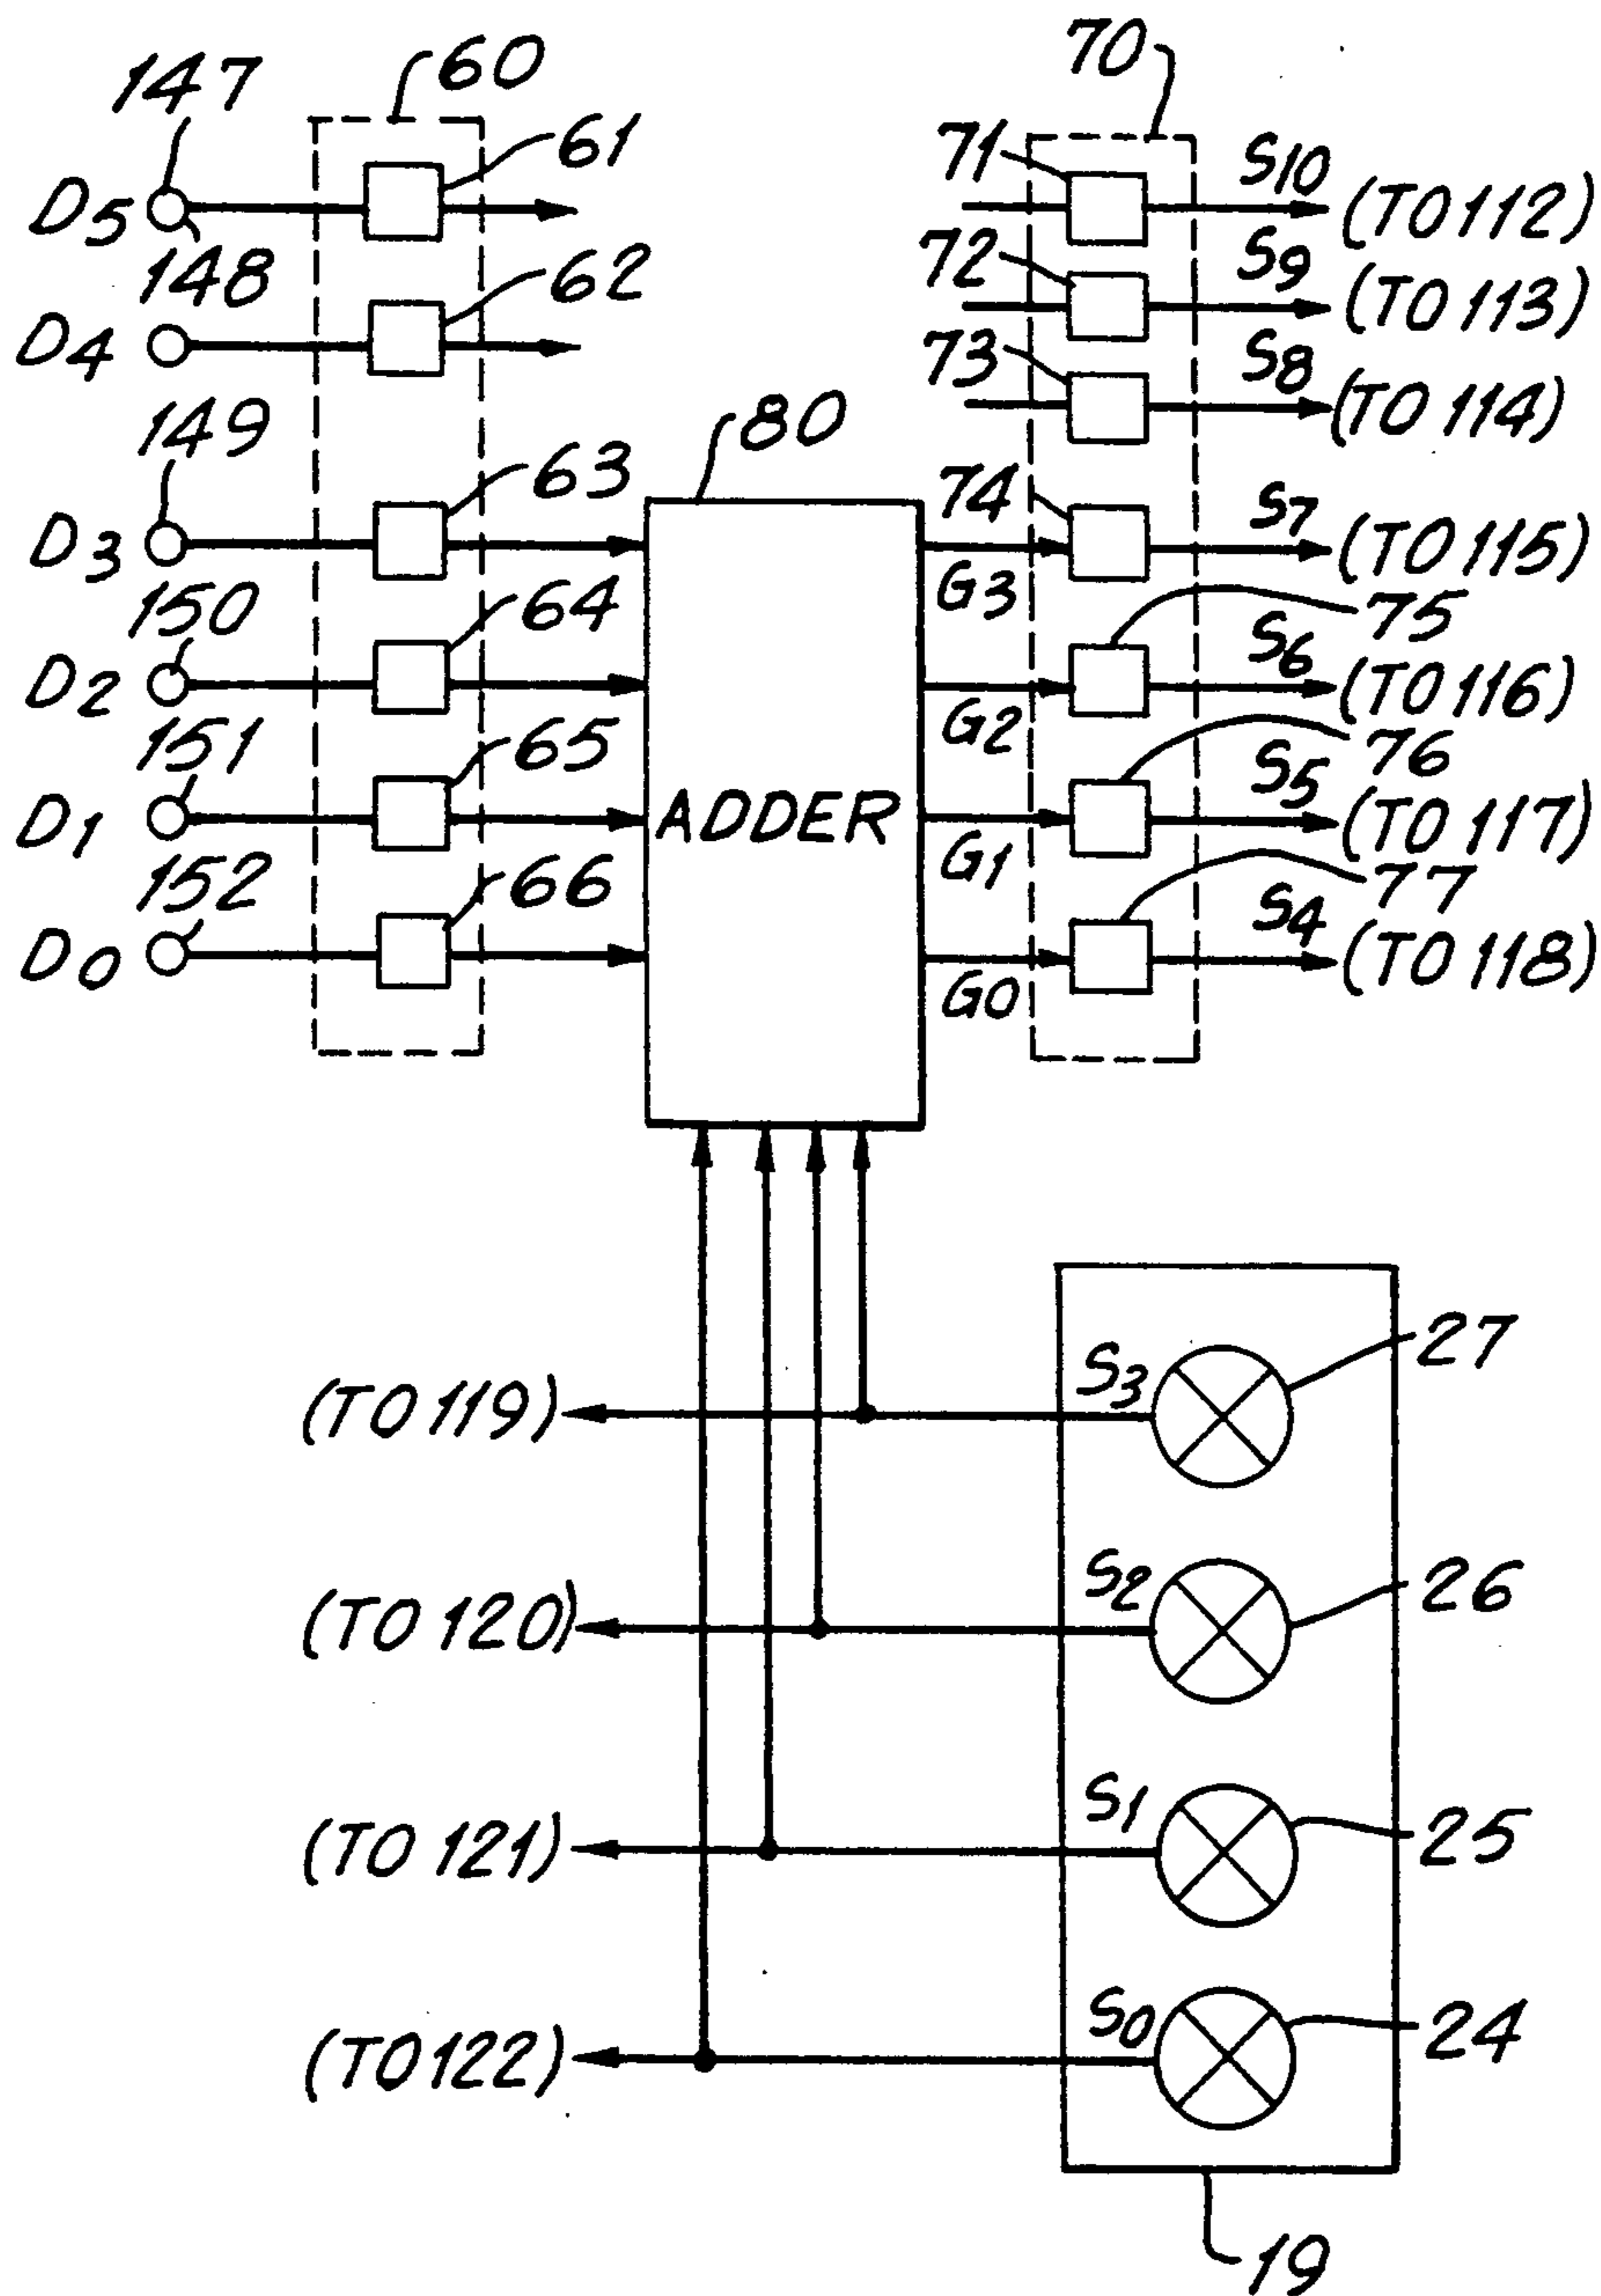 60
70
147
61
71
S10
(TO 112)
D5
148
62
72
S9
(TO 113)
D4
73
S8
(TO 114)
149
80
63
74
S7
(TO 115)
D3
G3
150
64
75
S6
(TO 116)
D2
G2
151
65
76
S5
(TO 117)
D1
ADDER
G1
152
66
77
S4
(TO 118)
D0
G0
27
S3
(TO 119)
26
S2
(TO 120)
25
S1
(TO 121)
24
S0
(TO 122)
19